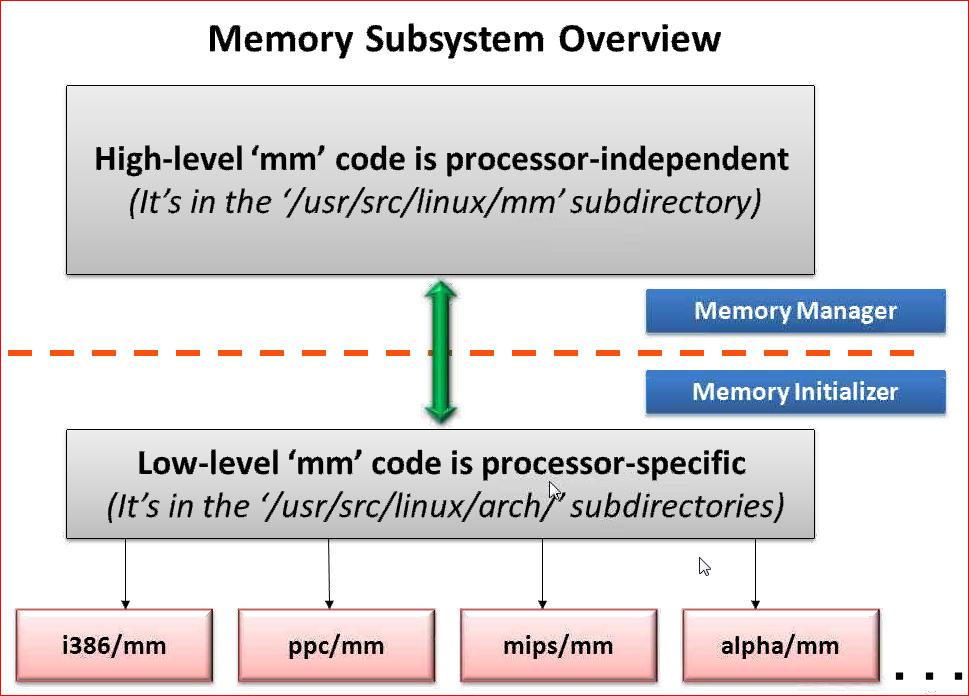 Memory Subsystem Overview
High-level ‘mm’ code is processor-independent
(It’s in the ‘/usr/src/linux/mm’ subdirectory)
Memory Manager
Memory Initializer
Low-level ‘mm’ code is processor-specific
(It’s in the ‘/usr/src/linux/arch/’ subdirectories)
i386/mm
ppc/mm
mips/mm
alpha/mm
. . .